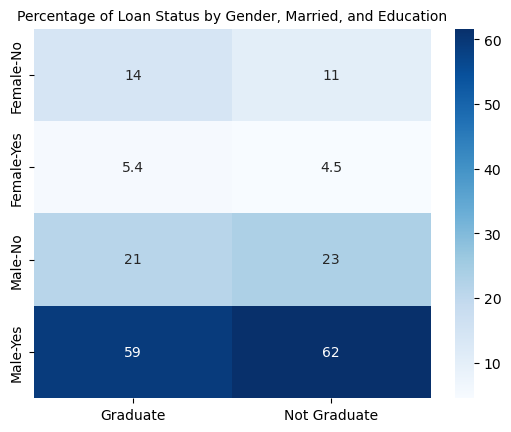 Percentage of Loan Status by Gender, Married, and Education
Female-No 14 11
Female-Yes 5.4 4.5
Male-No 21 23
Male-Yes 59 62
Graduate Not Graduate
60
50
40
30
20
10